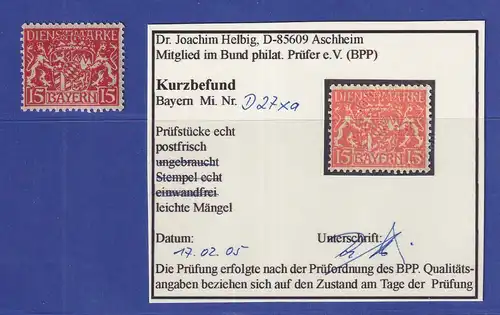 DIENSTMARKE
15 BAYERN 15
Dr. Joachim Helbig, D-85609 Aschheim
Mitglied im Bund philat. Prüfer e.V. (BPP)
Kurzbefund
Bayern Mi. Nr. D27xa
Prüfstücke echt
postfrisch
ungebraucht
Stempel echt
einwandfrei
leichte Mängel
DIENSTMARKE
15 BAYERN 15
Datum: Unterschrift:
17.02.05
Die Prüfung erfolgte nach der Prüfordnung des BPP. Qualitäts-
angaben beziehen sich auf den Zustand am Tage der Prüfung